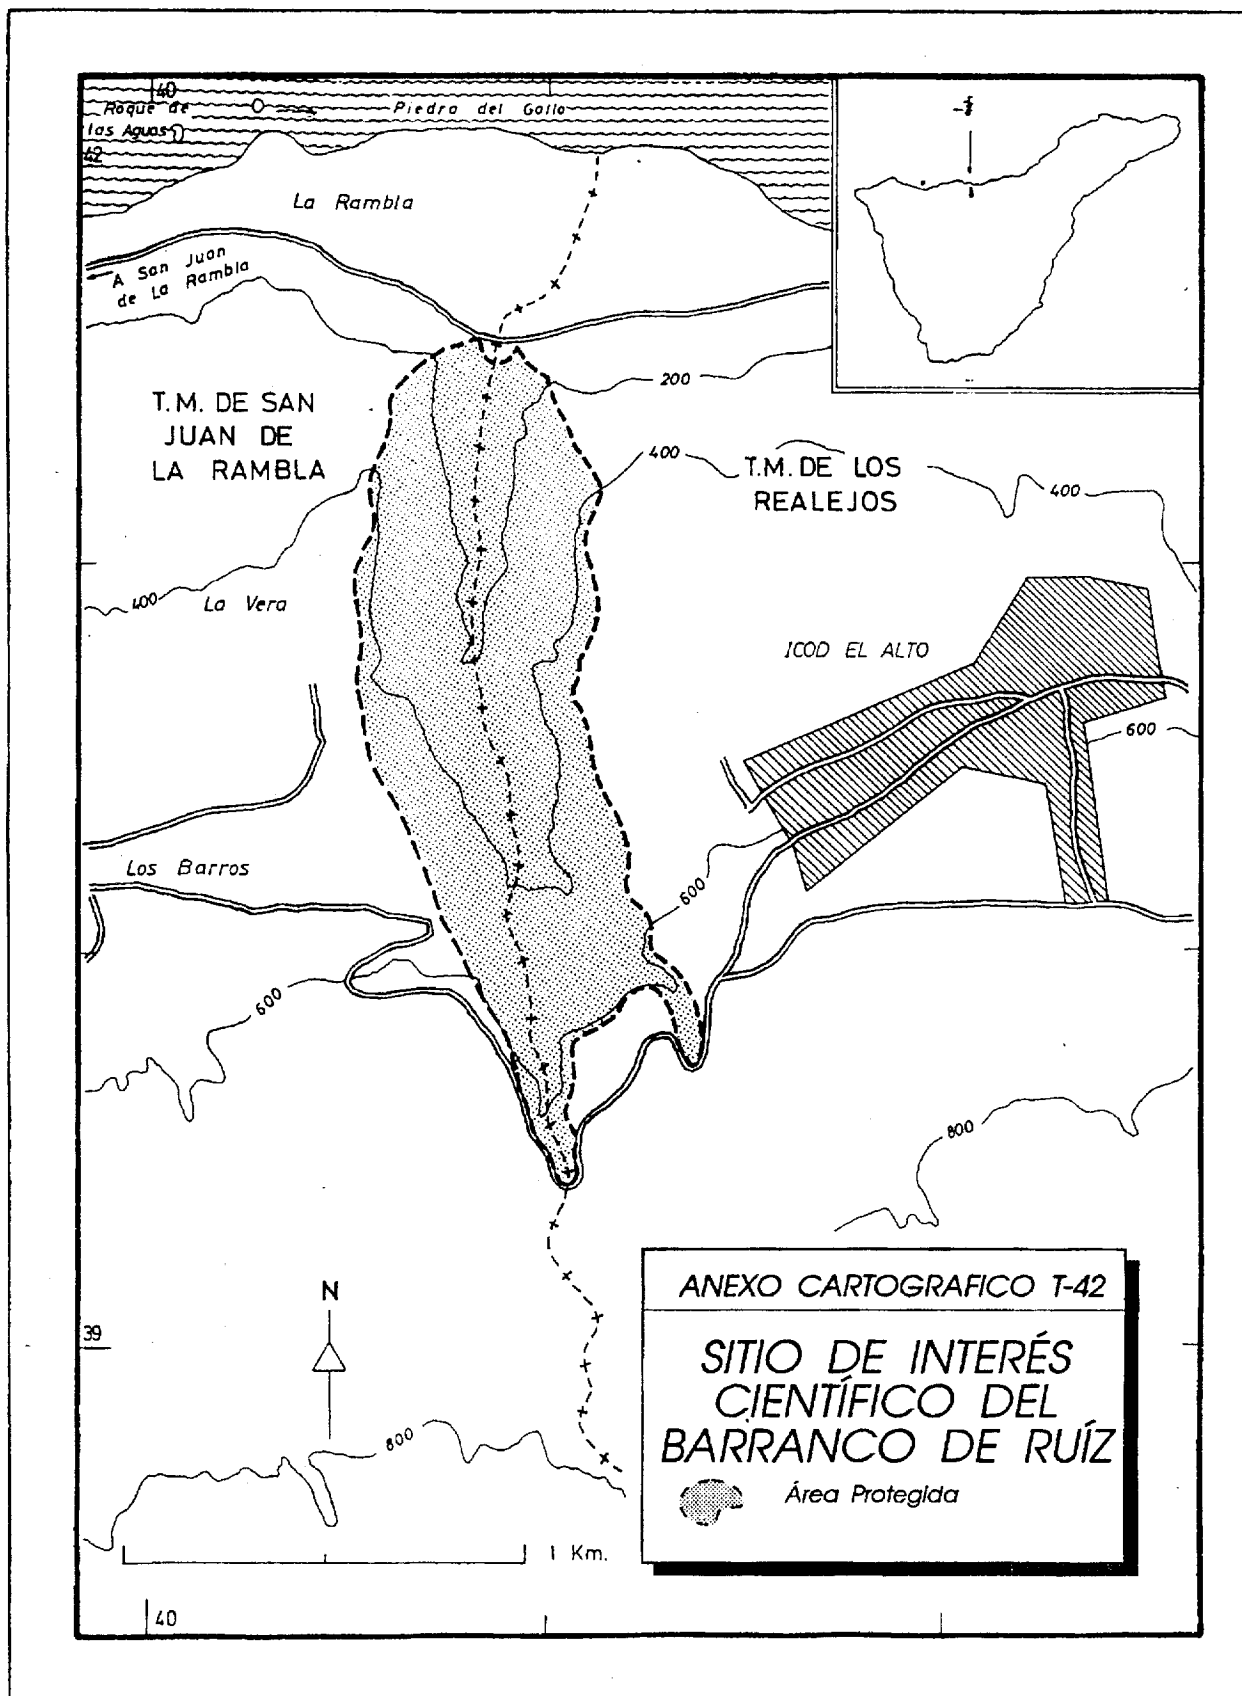 40
Roque de
las Aguas
Piedra del Gallo
42
La Rambla
A San Juan
de La Rambla
200
T.M. DE SAN
JUAN DE
LA RAMBLA
400
T.M. DE LOS
REALEJOS
400
400
La Vera
ICOD EL ALTO
600
Los Barros
600
600
800
N
39
800
1 Km.
40
ANEXO CARTOGRAFICO T-42
SITIO DE INTERÉS
CIENTÍFICO DEL
BARRANCO DE RUÍZ
Área Protegida